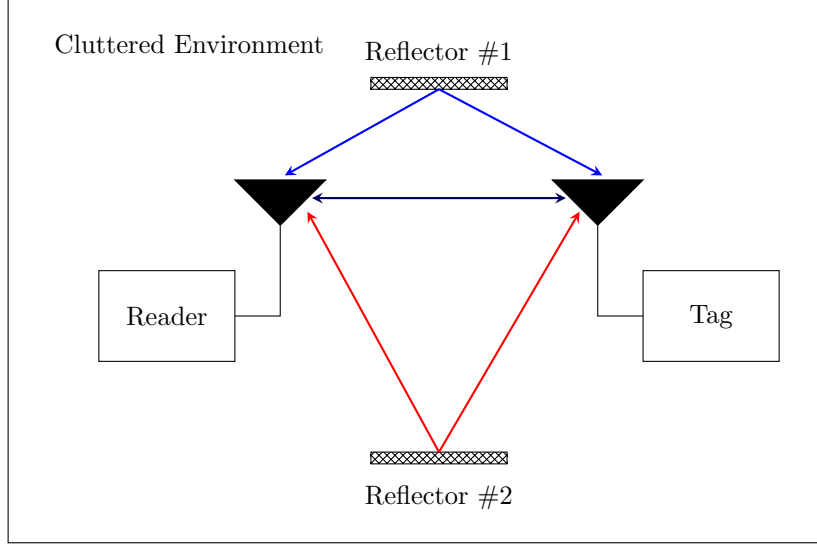 Cluttered Environment
Reflector #1
Reader
Tag
Reflector #2